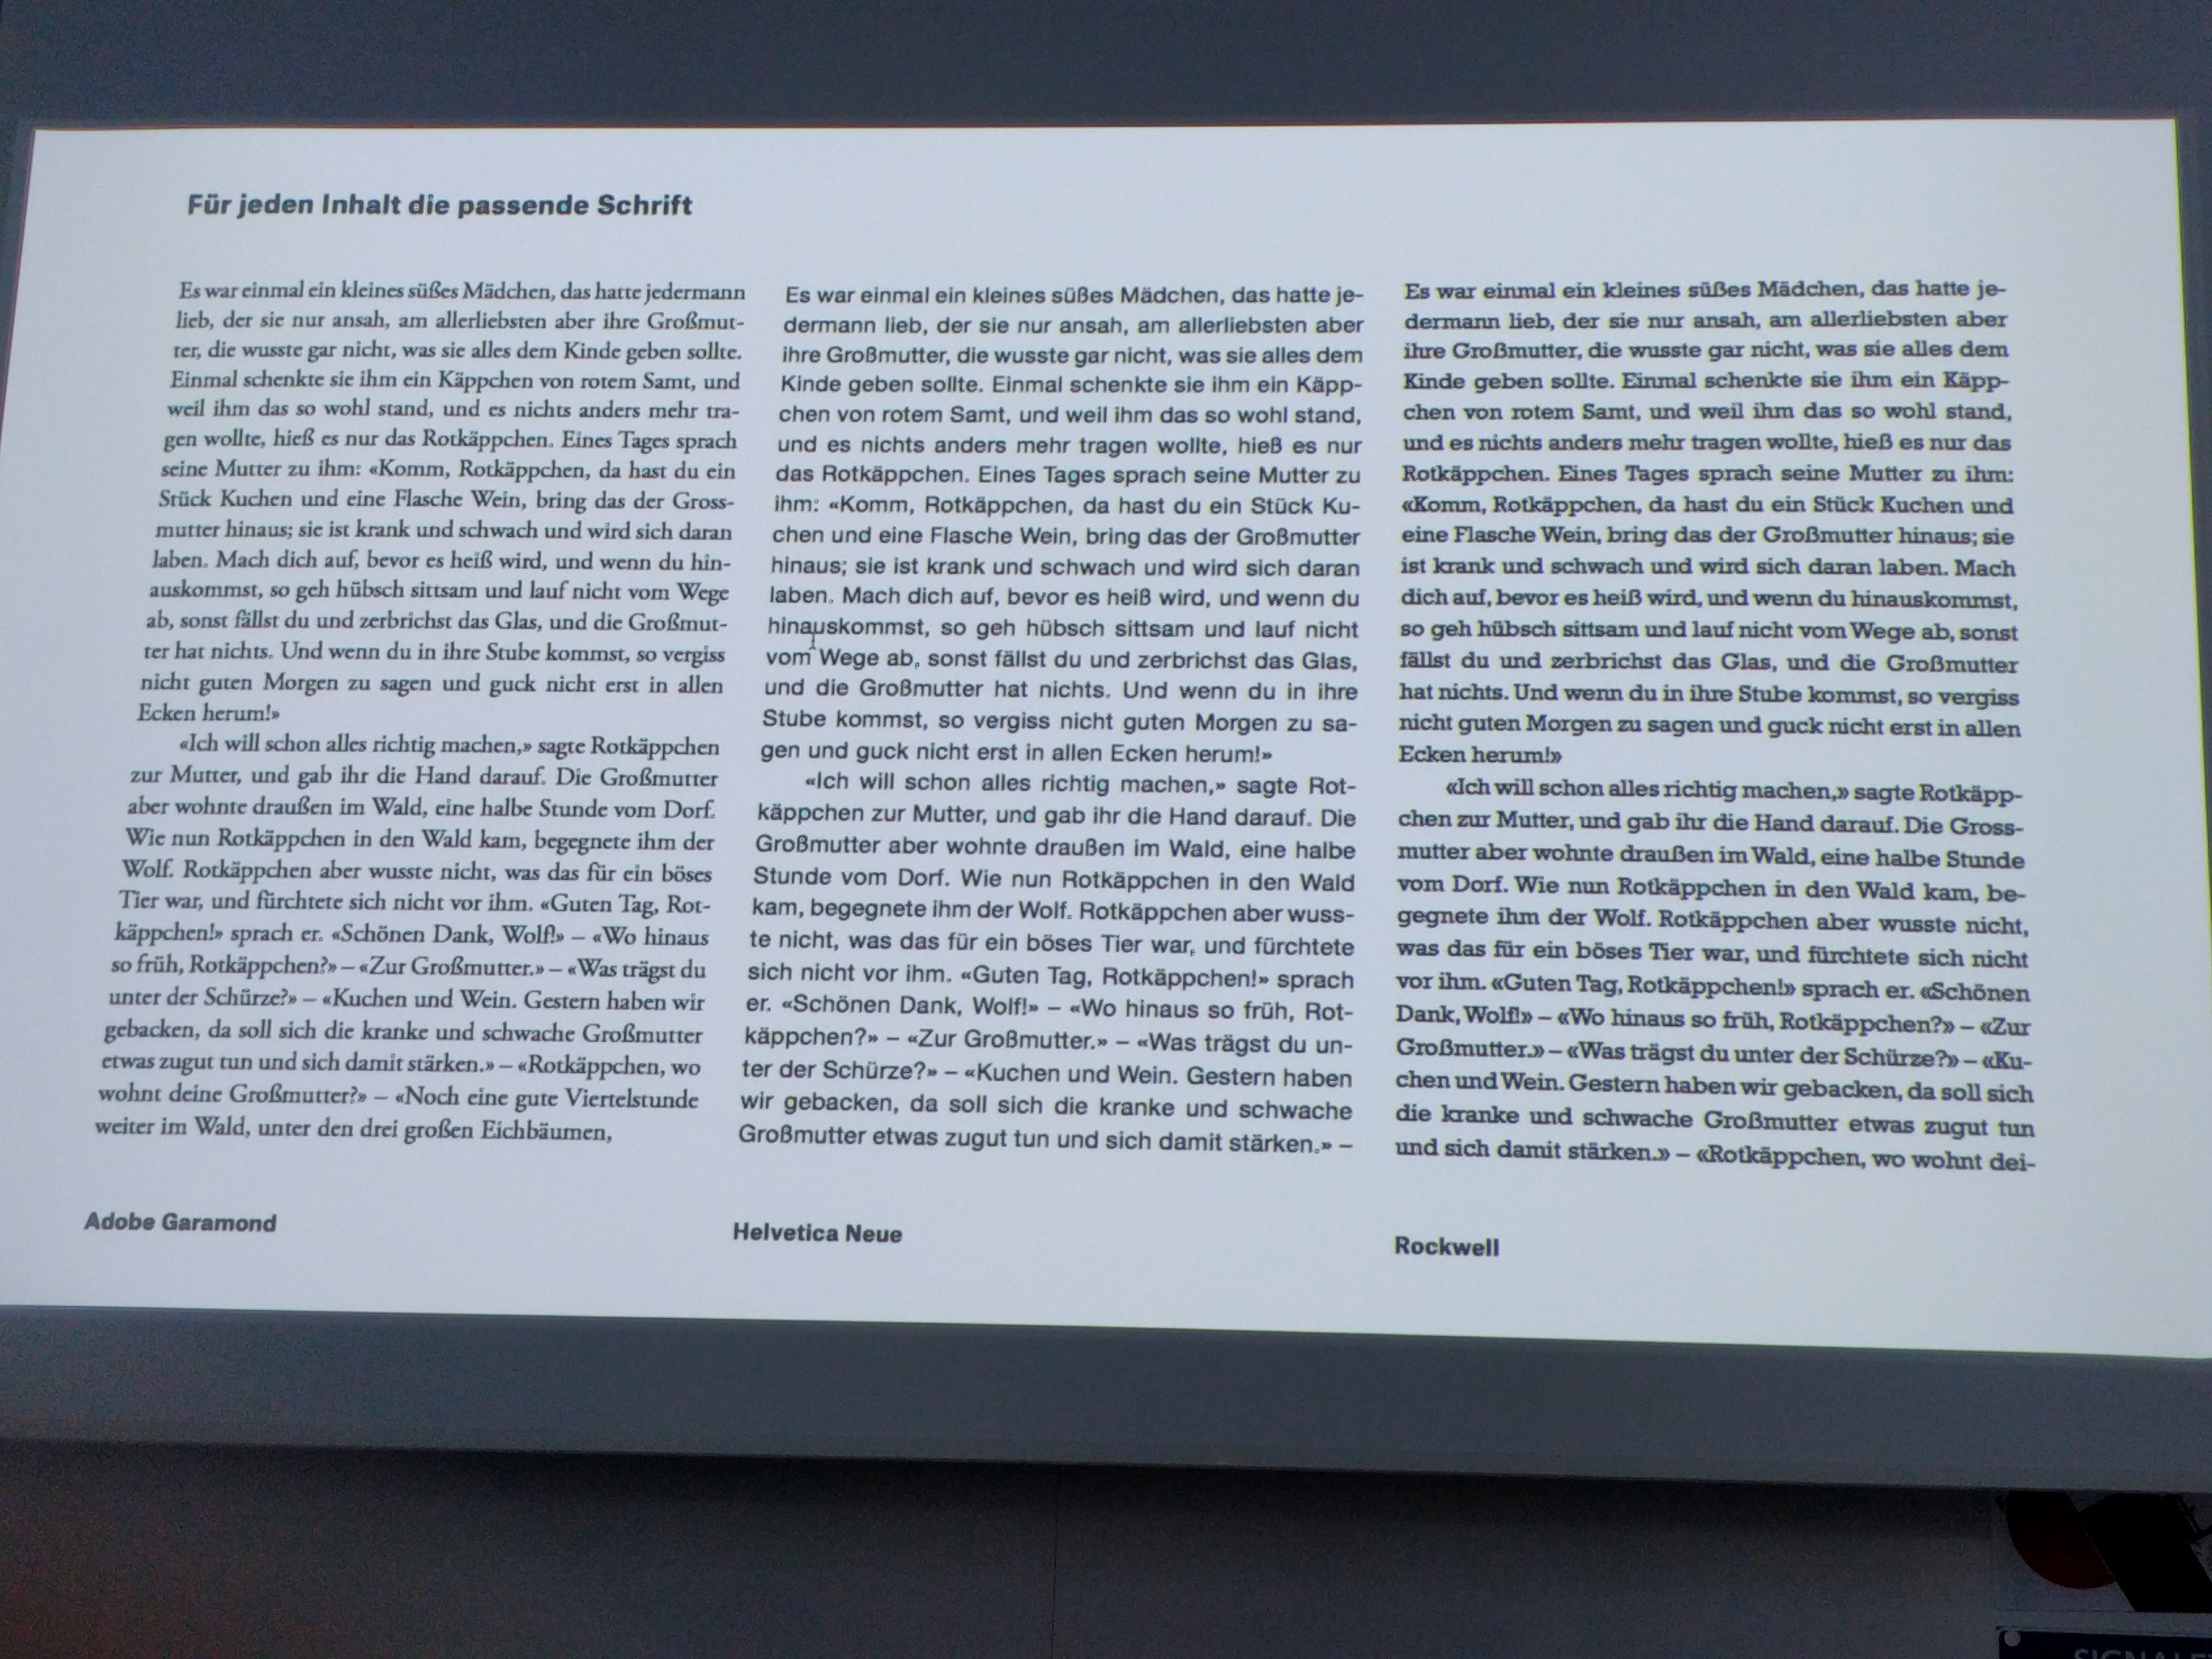 Für jeden Inhalt die passende Schrift
Es war einmal ein kleines süßes Mädchen, das hatte jedermann
lieb, der sie nur ansah, am allerliebsten aber ihre Großmut-
ter, die wusste gar nicht, was sie alles dem Kinde geben sollte.
Einmal schenkte sie ihm ein Käppchen von rotem Samt, und
weil ihm das so wohl stand, und es nichts anders mehr tra-
gen wollte, hieß es nur das Rotkäppchen. Eines Tages sprach
seine Mutter zu ihm: «Komm, Rotkäppchen, da hast du ein
Stück Kuchen und eine Flasche Wein, bring das der Gross-
mutter hinaus; sie ist krank und schwach und wird sich daran
laben. Mach dich auf, bevor es heiß wird, und wenn du hin-
auskommst, so geh hübsch sittsam und lauf nicht vom Wege
ab, sonst fällst du und zerbrichst das Glas, und die Großmut-
ter hat nichts. Und wenn du in ihre Stube kommst, so vergiss
nicht guten Morgen zu sagen und guck nicht erst in allen
Ecken herum!»
«Ich will schon alles richtig machen,» sagte Rotkäppchen
zur Mutter, und gab ihr die Hand darauf. Die Großmutter
aber wohnte draußen im Wald, eine halbe Stunde vom Dorf.
Wie nun Rotkäppchen in den Wald kam, begegnete ihm der
Wolf. Rotkäppchen aber wusste nicht, was das für ein böses
Tier war, und fürchtete sich nicht vor ihm. «Guten Tag, Rot-
käppchen!» sprach er. «Schönen Dank, Wolf!» – «Wo hinaus
so früh, Rotkäppchen?» – «Zur Großmutter.» – «Was trägst du
unter der Schürze?» – «Kuchen und Wein. Gestern haben wir
gebacken, da soll sich die kranke und schwache Großmutter
etwas zugut tun und sich damit stärken.» – «Rotkäppchen, wo
wohnt deine Großmutter?» – «Noch eine gute Viertelstunde
weiter im Wald, unter den drei großen Eichbäumen,
Adobe Garamond
Es war einmal ein kleines süßes Mädchen, das hatte je-
dermann lieb, der sie nur ansah, am allerliebsten aber
ihre Großmutter, die wusste gar nicht, was sie alles dem
Kinde geben sollte. Einmal schenkte sie ihm ein Käpp-
chen von rotem Samt, und weil ihm das so wohl stand,
und es nichts anders mehr tragen wollte, hieß es nur
das Rotkäppchen. Eines Tages sprach seine Mutter zu
ihm: «Komm, Rotkäppchen, da hast du ein Stück Ku-
chen und eine Flasche Wein, bring das der Großmutter
hinaus; sie ist krank und schwach und wird sich daran
laben. Mach dich auf, bevor es heiß wird, und wenn du
hinauskommst, so geh hübsch sittsam und lauf nicht
vom Wege ab, sonst fällst du und zerbrichst das Glas,
und die Großmutter hat nichts. Und wenn du in ihre
Stube kommst, so vergiss nicht guten Morgen zu sa-
gen und guck nicht erst in allen Ecken herum!»
«Ich will schon alles richtig machen,» sagte Rot-
käppchen zur Mutter, und gab ihr die Hand darauf. Die
Großmutter aber wohnte draußen im Wald, eine halbe
Stunde vom Dorf. Wie nun Rotkäppchen in den Wald
kam, begegnete ihm der Wolf. Rotkäppchen aber wuss-
te nicht, was das für ein böses Tier war, und fürchtete
sich nicht vor ihm. «Guten Tag, Rotkäppchen!» sprach
er. «Schönen Dank, Wolf!» – «Wo hinaus so früh, Rot-
käppchen?» – «Zur Großmutter.» – «Was trägst du un-
ter der Schürze?» – «Kuchen und Wein. Gestern haben
wir gebacken, da soll sich die kranke und schwache
Großmutter etwas zugut tun und sich damit stärken.» –
Helvetica Neue
Es war einmal ein kleines süßes Mädchen, das hatte je-
dermann lieb, der sie nur ansah, am allerliebsten aber
ihre Großmutter, die wusste gar nicht, was sie alles dem
Kinde geben sollte. Einmal schenkte sie ihm ein Käpp-
chen von rotem Samt, und weil ihm das so wohl stand,
und es nichts anders mehr tragen wollte, hieß es nur das
Rotkäppchen. Eines Tages sprach seine Mutter zu ihm:
«Komm, Rotkäppchen, da hast du ein Stück Kuchen und
eine Flasche Wein, bring das der Großmutter hinaus; sie
ist krank und schwach und wird sich daran laben. Mach
dich auf, bevor es heiß wird, und wenn du hinauskommst,
so geh hübsch sittsam und lauf nicht vom Wege ab, sonst
fällst du und zerbrichst das Glas, und die Großmutter
hat nichts. Und wenn du in ihre Stube kommst, so vergiss
nicht guten Morgen zu sagen und guck nicht erst in allen
Ecken herum!»
«Ich will schon alles richtig machen,» sagte Rotkäpp-
chen zur Mutter, und gab ihr die Hand darauf. Die Gross-
mutter aber wohnte draußen im Wald, eine halbe Stunde
vom Dorf. Wie nun Rotkäppchen in den Wald kam, be-
gegnete ihm der Wolf. Rotkäppchen aber wusste nicht,
was das für ein böses Tier war, und fürchtete sich nicht
vor ihm. «Guten Tag, Rotkäppchen!» sprach er. «Schönen
Dank, Wolf!» – «Wo hinaus so früh, Rotkäppchen?» – «Zur
Großmutter.» – «Was trägst du unter der Schürze?» – «Ku-
chen und Wein. Gestern haben wir gebacken, da soll sich
die kranke und schwache Großmutter etwas zugut tun
und sich damit stärken.» – «Rotkäppchen, wo wohnt dei-
Rockwell